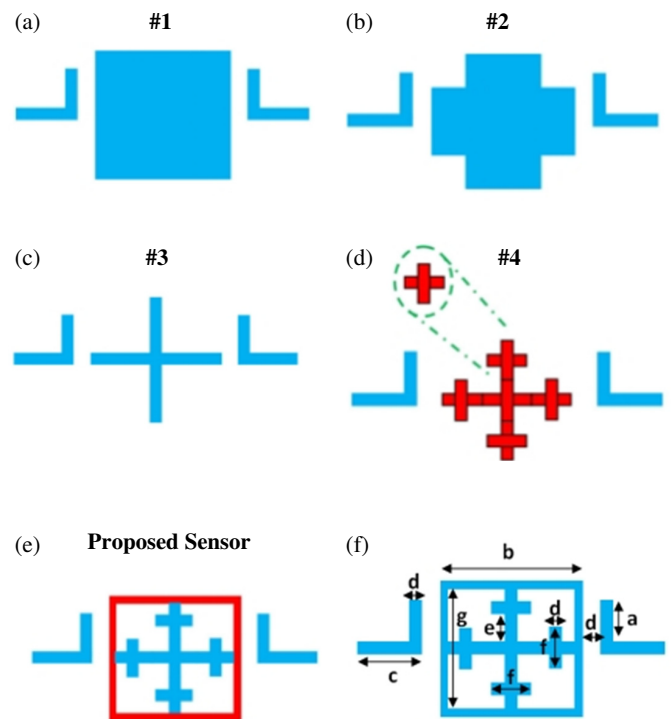 (a) #1
(b) #2
(c) #3
(d) #4
(e) Proposed Sensor
(f)
b
d
a
g
d
d
e
f
c
f